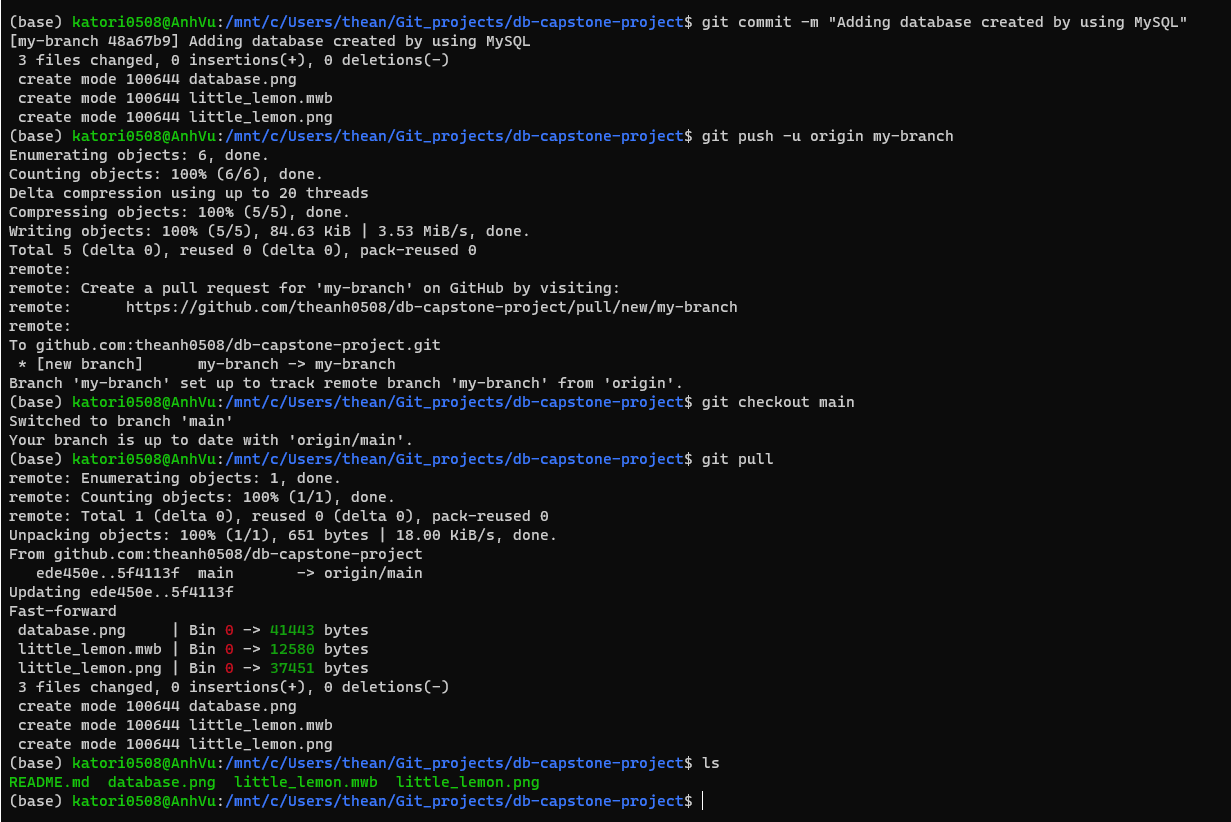 (base) katori0508@AnhVu:/mnt/c/Users/thean/Git_projects/db-capstone-project$ git commit -m "Adding database created by using MySQL"
[my-branch 48a67b9] Adding database created by using MySQL
 3 files changed, 0 insertions(+), 0 deletions(-)
 create mode 100644 database.png
 create mode 100644 little_lemon.mwb
 create mode 100644 little_lemon.png
(base) katori0508@AnhVu:/mnt/c/Users/thean/Git_projects/db-capstone-project$ git push -u origin my-branch
Enumerating objects: 6, done.
Counting objects: 100% (6/6), done.
Delta compression using up to 20 threads
Compressing objects: 100% (5/5), done.
Writing objects: 100% (5/5), 84.63 KiB | 3.53 MiB/s, done.
Total 5 (delta 0), reused 0 (delta 0), pack-reused 0
remote:
remote: Create a pull request for 'my-branch' on GitHub by visiting:
remote:      https://github.com/theanh0508/db-capstone-project/pull/new/my-branch
remote:
To github.com:theanh0508/db-capstone-project.git
 * [new branch]      my-branch -> my-branch
Branch 'my-branch' set up to track remote branch 'my-branch' from 'origin'.
(base) katori0508@AnhVu:/mnt/c/Users/thean/Git_projects/db-capstone-project$ git checkout main
Switched to branch 'main'
Your branch is up to date with 'origin/main'.
(base) katori0508@AnhVu:/mnt/c/Users/thean/Git_projects/db-capstone-project$ git pull
remote: Enumerating objects: 1, done.
remote: Counting objects: 100% (1/1), done.
remote: Total 1 (delta 0), reused 0 (delta 0), pack-reused 0
Unpacking objects: 100% (1/1), 651 bytes | 18.00 KiB/s, done.
From github.com:theanh0508/db-capstone-project
   ede450e..5f4113f  main       -> origin/main
Updating ede450e..5f4113f
Fast-forward
 database.png     | Bin 0 -> 41443 bytes
 little_lemon.mwb | Bin 0 -> 12580 bytes
 little_lemon.png | Bin 0 -> 37451 bytes
 3 files changed, 0 insertions(+), 0 deletions(-)
 create mode 100644 database.png
 create mode 100644 little_lemon.mwb
 create mode 100644 little_lemon.png
(base) katori0508@AnhVu:/mnt/c/Users/thean/Git_projects/db-capstone-project$ ls
README.md  database.png  little_lemon.mwb  little_lemon.png
(base) katori0508@AnhVu:/mnt/c/Users/thean/Git_projects/db-capstone-project$